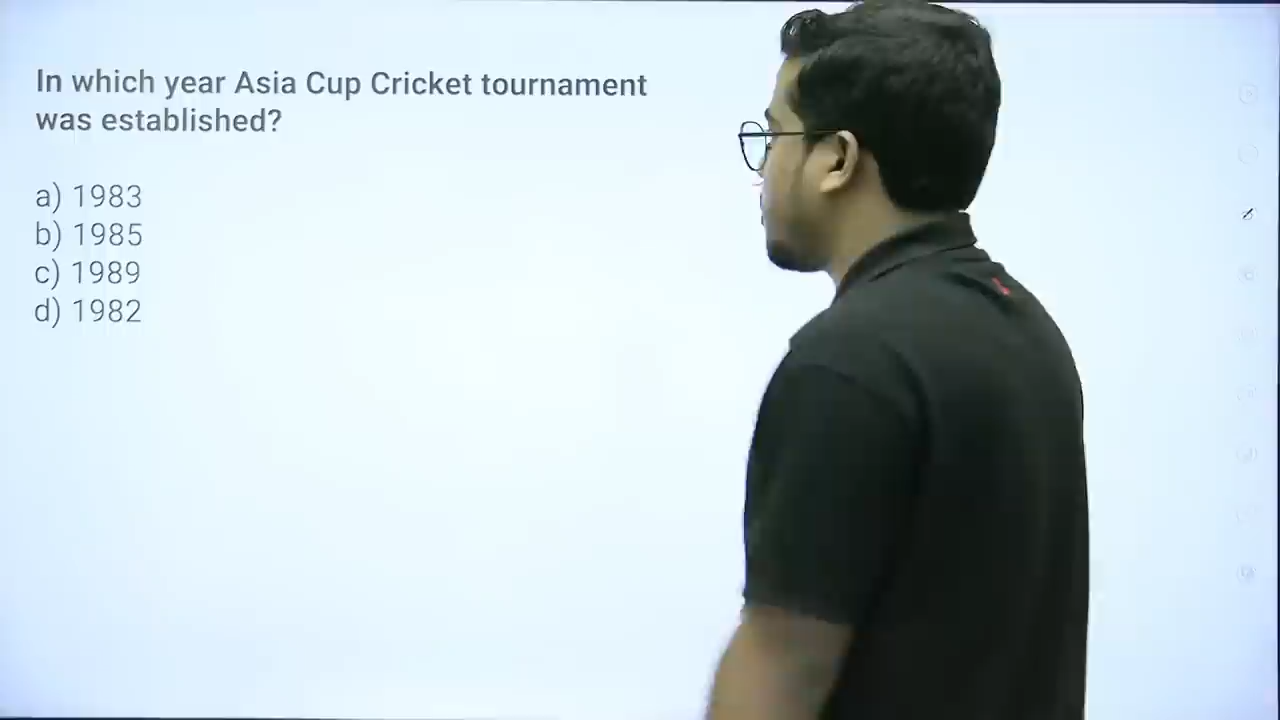 In which year Asia Cup Cricket tournament
was established?
a) 1983
b) 1985
c) 1989
d) 1982